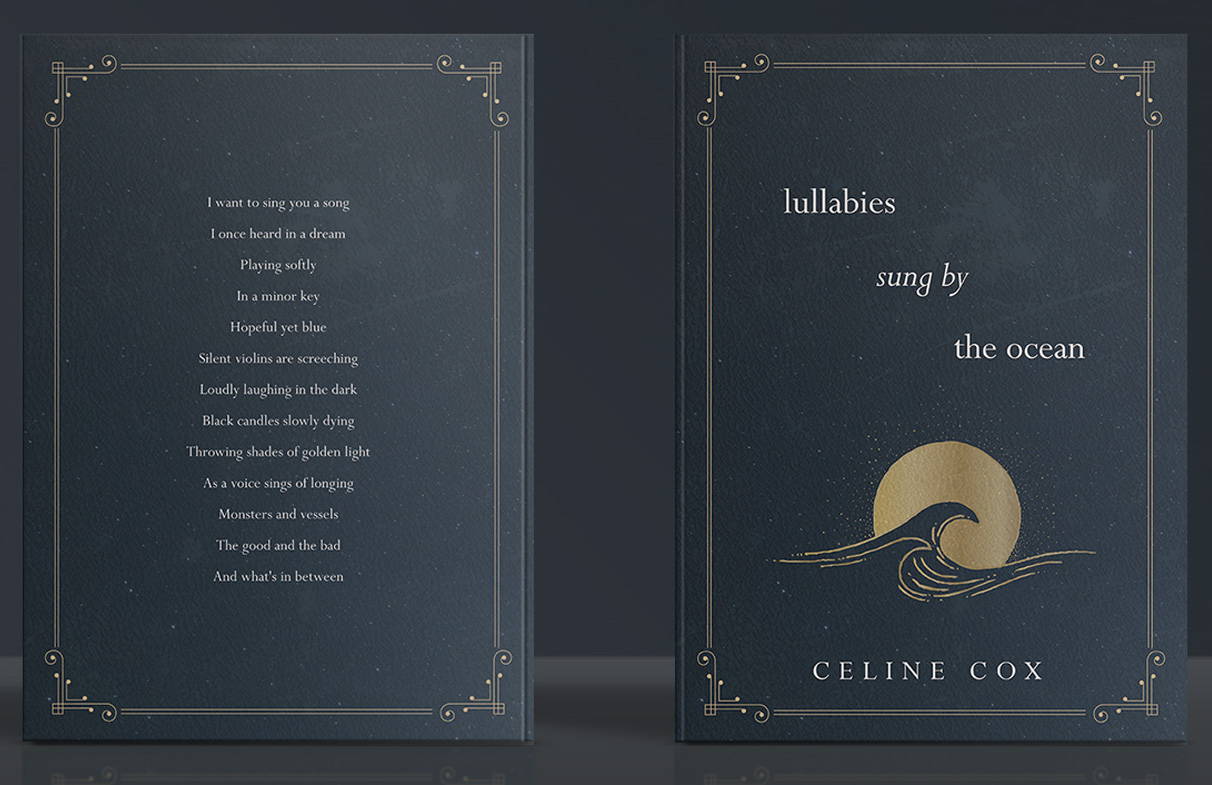 I want to sing you a song
I once heard in a dream
Playing softly
In a minor key
Hopeful yet blue
Silent violins are screeching
Loudly laughing in the dark
Black candles slowly dying
Throwing shades of golden light
As a voice sings of longing
Monsters and vessels
The good and the bad
And what's in between
lullabies
sung by
the ocean
CELINE COX